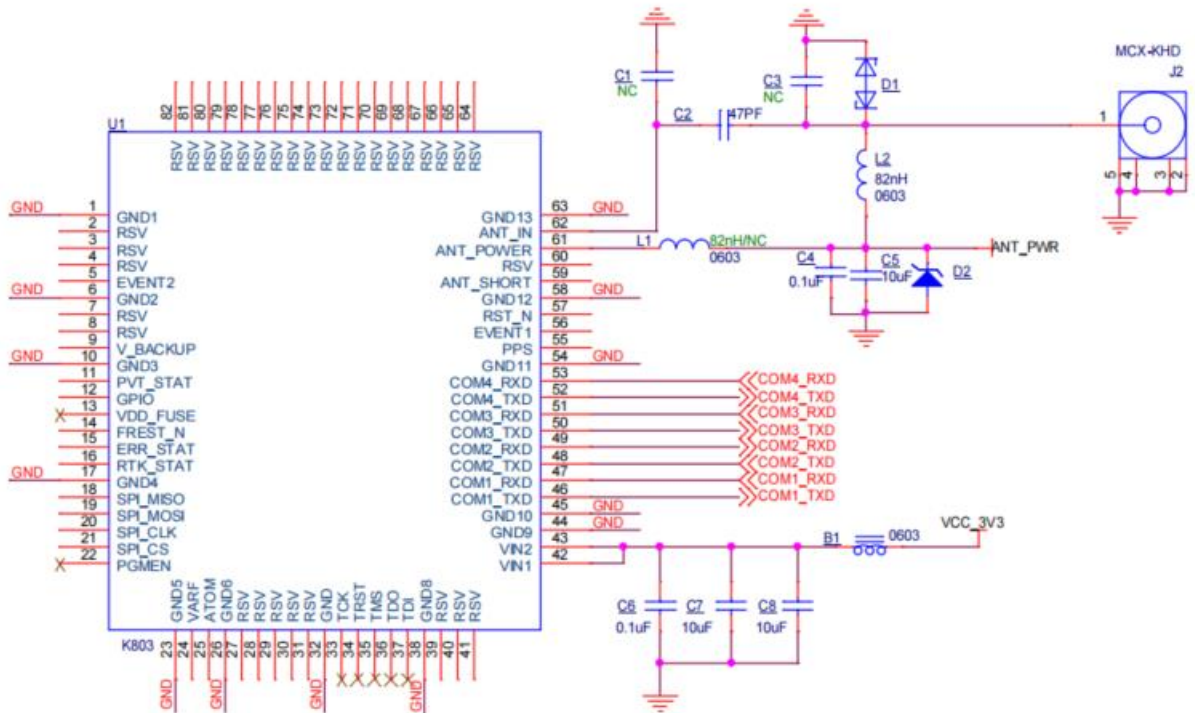 MCX-KHD
J2
C1
NC
C3
NC
D1
C2
47PF
1
5
4
3
2
L2
82nH
0603
82 81 80 79 78 77 76 75 74 73 72 71 70 69 68 67 66 65 64
U1
RSV RSV RSV RSV RSV RSV RSV RSV RSV RSV RSV RSV RSV RSV RSV RSV RSV RSV RSV
GND 1 GND1
2 RSV
3 RSV
4 RSV
5 EVENT2
GND 6 GND2
7 RSV
8 RSV
9 V_BACKUP
GND 10 GND3
11 PVT_STAT
12 GPIO
13 VDD_FUSE
14 FREST_N
15 ERR_STAT
16 RTK_STAT
GND 17 GND4
18 SPI_MISO
19 SPI_MOSI
20 SPI_CLK
21 SPI_CS
22 PGMEN
GND13 63 GND
ANT_IN 62
ANT_POWER 61
RSV 60
ANT_SHORT 59
GND12 58 GND
RST_N 57
EVENT1 56
PPS 55
GND11 54 GND
COM4_RXD 53 COM4_RXD
COM4_TXD 52 COM4_TXD
COM3_RXD 51 COM3_RXD
COM3_TXD 50 COM3_TXD
COM2_RXD 49 COM2_RXD
COM2_TXD 48 COM2_TXD
COM1_RXD 47 COM1_RXD
COM1_TXD 46 COM1_TXD
GND10 45 GND
GND9 44 GND
VIN2 43
VIN1 42
L1
82nH/NC
0603
ANT_PWR
C4
0.1uF
C5
10uF
D2
VCC_3V3
B1
0603
C6
0.1uF
C7
10uF
C8
10uF
GND5 VARF ATOM GND6 RSV RSV RSV RSV RSV GND TCK TRST TMS TDO TDI GND8 RSV RSV RSV
K803
23 24 25 26 27 28 29 30 31 32 33 34 35 36 37 38 39 40 41
GND GND GND GND